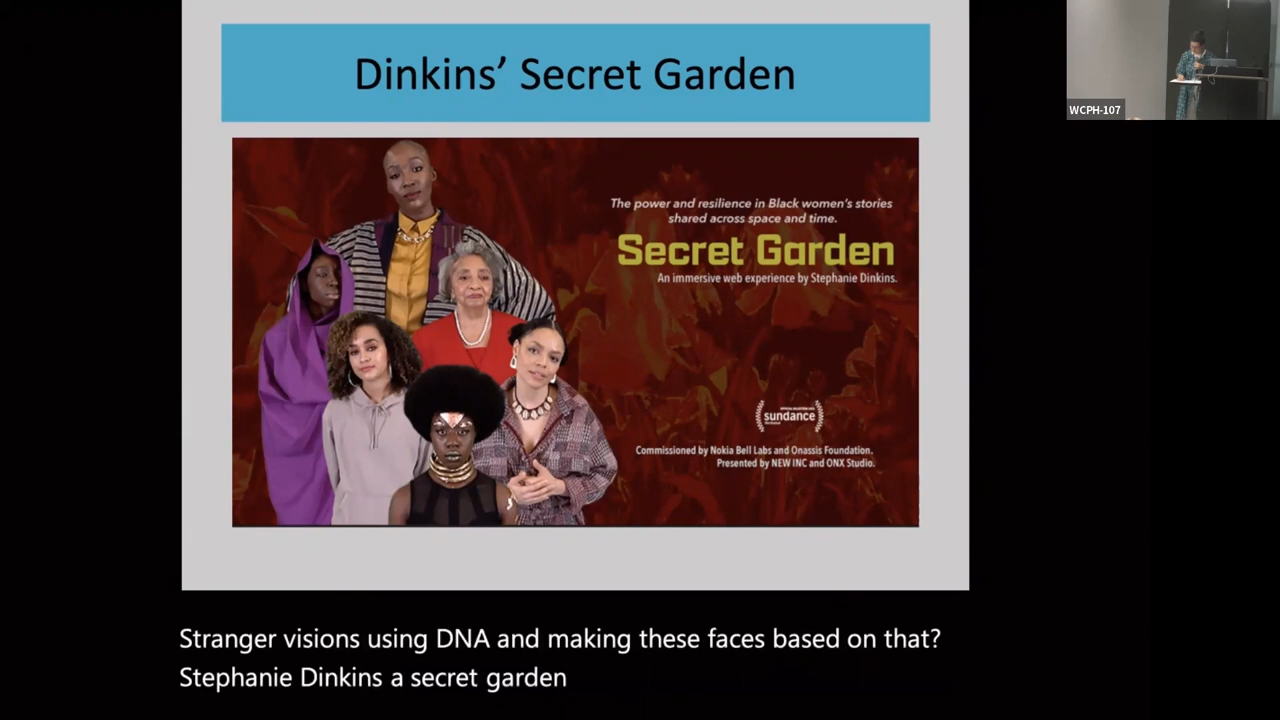 Dinkins' Secret Garden
WCPH-107
The power and resilience in Black women's stories
shared across space and time.
Secret Garden
An immersive web experience by Stephanie Dinkins.
sundance
Commissioned by Nokia Bell Labs and Onassis Foundation.
Presented by NEW INC and ONX Studio.
Stranger visions using DNA and making these faces based on that?
Stephanie Dinkins a secret garden